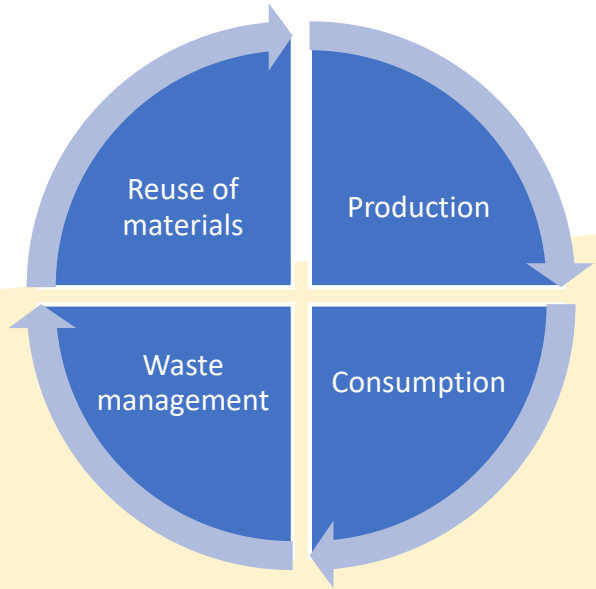 Reuse of
materials
Production
Waste
management
Consumption